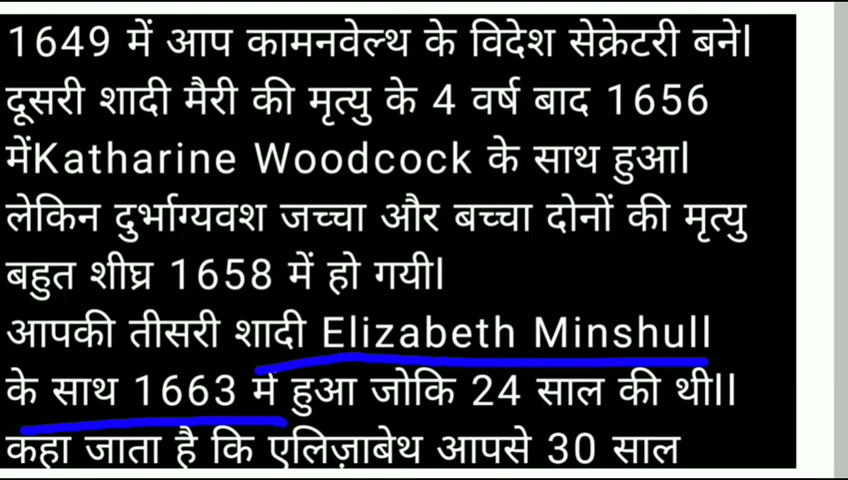 1649 में आप कामनवेल्थ के विदेश सेक्रेटरी बने।
दूसरी शादी मैरी की मृत्यु के 4 वर्ष बाद 1656
मेंKatharine Woodcock के साथ हुआ।
लेकिन दुर्भाग्यवश जच्चा और बच्चा दोनों की मृत्यु
बहुत शीघ्र 1658 में हो गयी।
आपकी तीसरी शादी Elizabeth Minshull
के साथ 1663 में हुआ जोकि 24 साल की थी।।
कहा जाता है कि एलिज़ाबेथ आपसे 30 साल